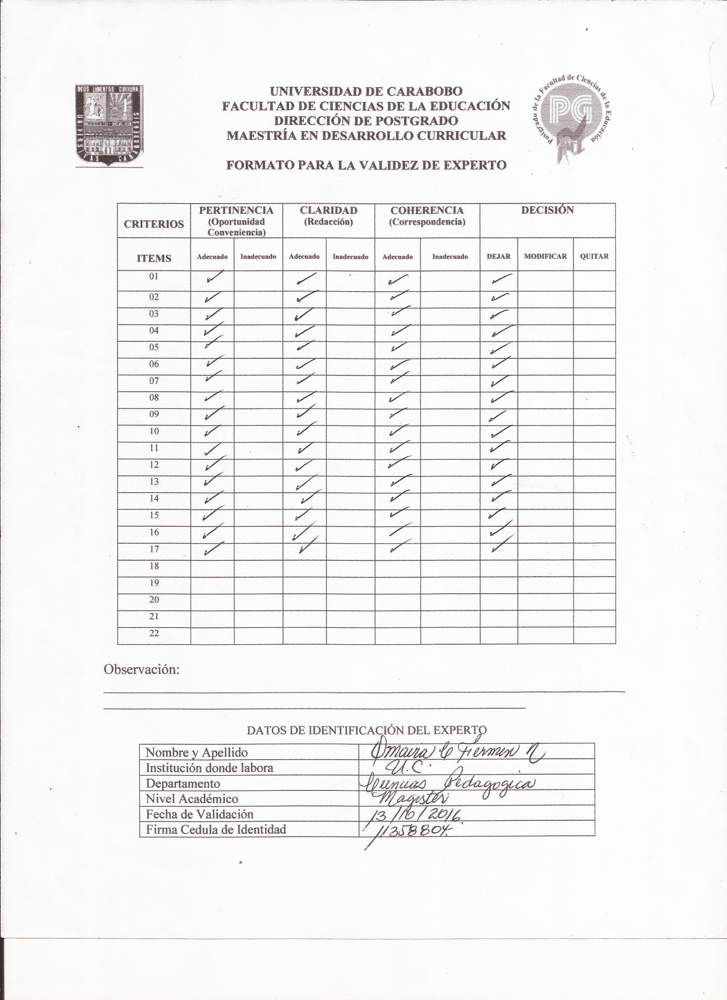 DEUS LIBERTAS CULTURA
UNIVERSITAS CARABOBENSIS
Postgrado de la Facultad de Ciencias de la Educación
PG
UNIVERSIDAD DE CARABOBO
FACULTAD DE CIENCIAS DE LA EDUCACIÓN
DIRECCIÓN DE POSTGRADO
MAESTRÍA EN DESARROLLO CURRICULAR
FORMATO PARA LA VALIDEZ DE EXPERTO
CRITERIOS PERTINENCIA (Oportunidad Conveniencia) CLARIDAD (Redacción) COHERENCIA (Correspondencia) DECISIÓN
ITEMS Adecuado Inadecuado Adecuado Inadecuado Adecuado Inadecuado DEJAR MODIFICAR QUITAR
01 ✓ ✓ ✓ ✓
02 ✓ ✓ ✓ ✓
03 ✓ ✓ ✓ ✓
04 ✓ ✓ ✓ ✓
05 ✓ ✓ ✓ ✓
06 ✓ ✓ ✓ ✓
07 ✓ ✓ ✓ ✓
08 ✓ ✓ ✓ ✓
09 ✓ ✓ ✓ ✓
10 ✓ ✓ ✓ ✓
11 ✓ ✓ ✓ ✓
12 ✓ ✓ ✓ ✓
13 ✓ ✓ ✓ ✓
14 ✓ ✓ ✓ ✓
15 ✓ ✓ ✓ ✓
16 ✓ ✓ ✓ ✓
17 ✓ ✓ ✓ ✓
18
19
20
21
22
Observación:
DATOS DE IDENTIFICACIÓN DEL EXPERTO
Nombre y Apellido Omaira C Fermin N
Institución donde labora U.C.
Departamento Ciencias Pedagogica
Nivel Académico Magister
Fecha de Validación 13/10/2016.
Firma Cedula de Identidad 11358804.